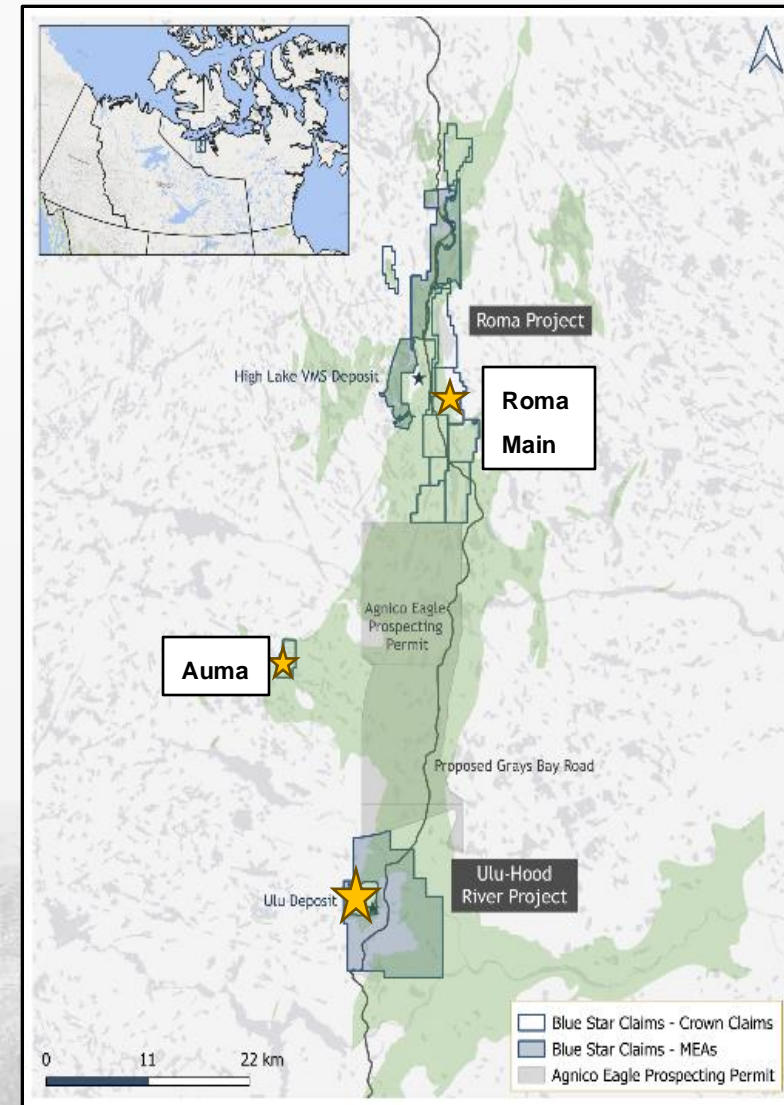 Roma Project
High Lake VMS Deposit
Roma
Main
Agnico Eagle
Prospecting
Permit
Auma
Proposed Grays Bay Road
Ulu-Hood
River Project
Ulu Deposit
Blue Star Claims - Crown Claims
Blue Star Claims - MEAs
Agnico Eagle Prospecting Permit
0 11 22 km